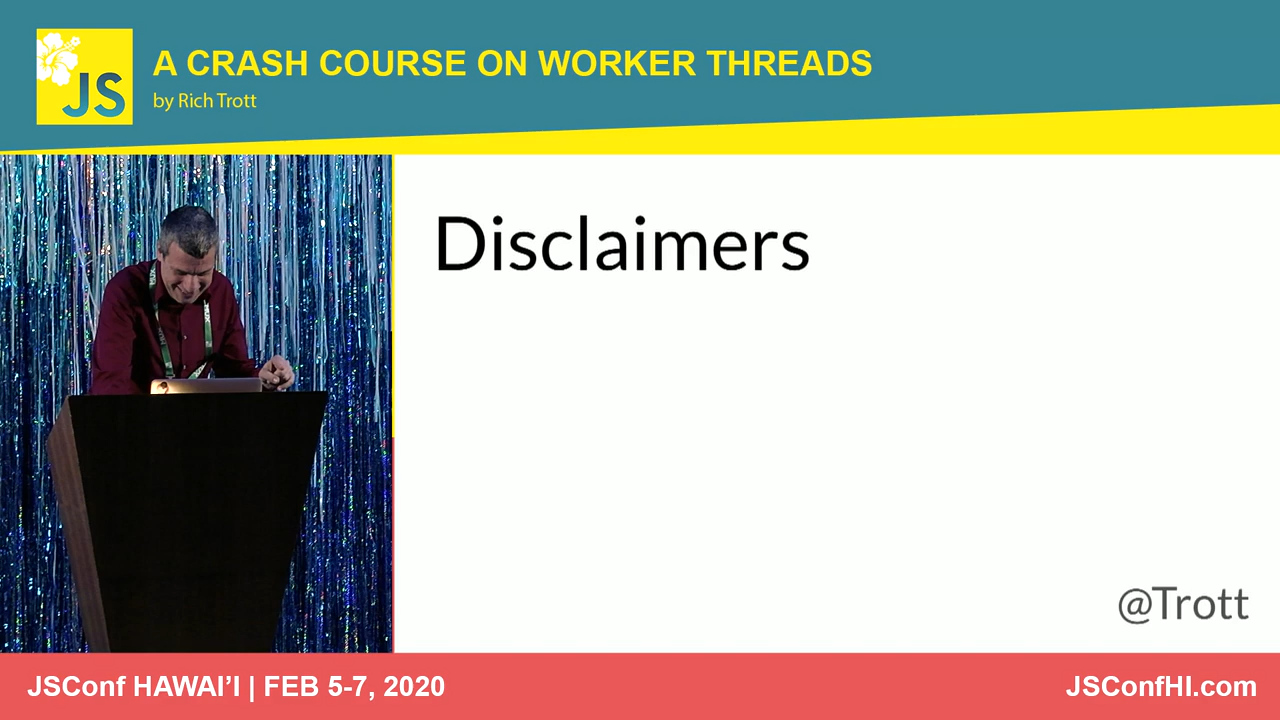 JS
A CRASH COURSE ON WORKER THREADS
by Rich Trott
Disclaimers
@Trott
JSConf HAWAI’I | FEB 5-7, 2020
JSConfHI.com